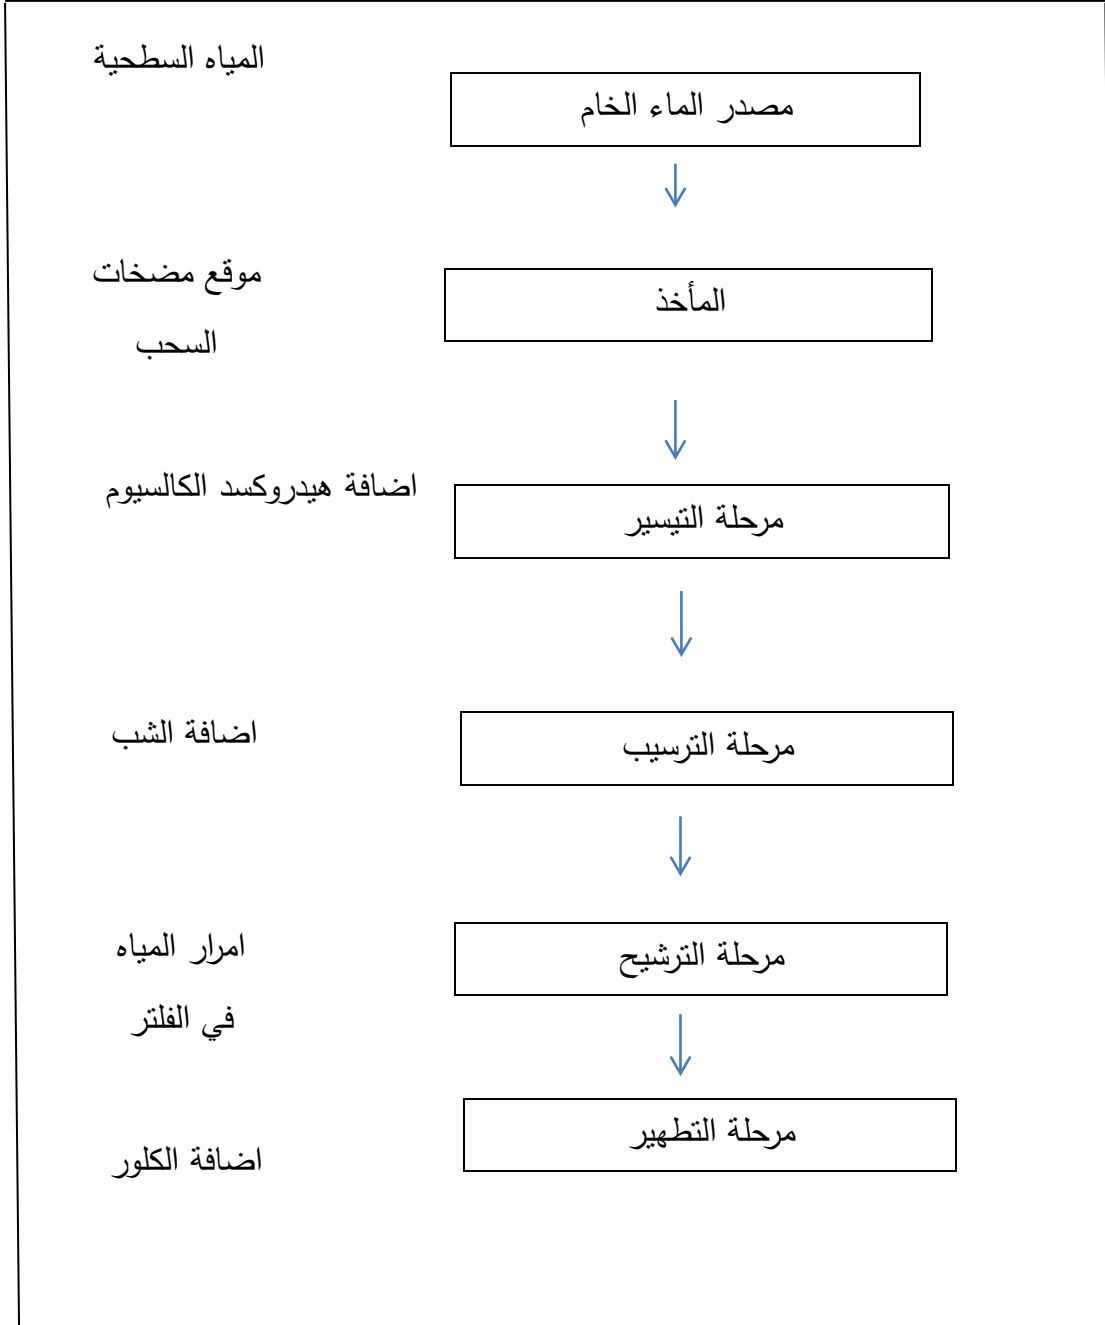 المياه السطحية
مصدر الماء الخام
موقع مضخات
السحب
المأخذ
اضافة هيدروكسد الكالسيوم
مرحلة التيسير
اضافة الشب
مرحلة الترسيب
امرار المياه
في الفلتر
مرحلة الترشيح
مرحلة التطهير
اضافة الكلور